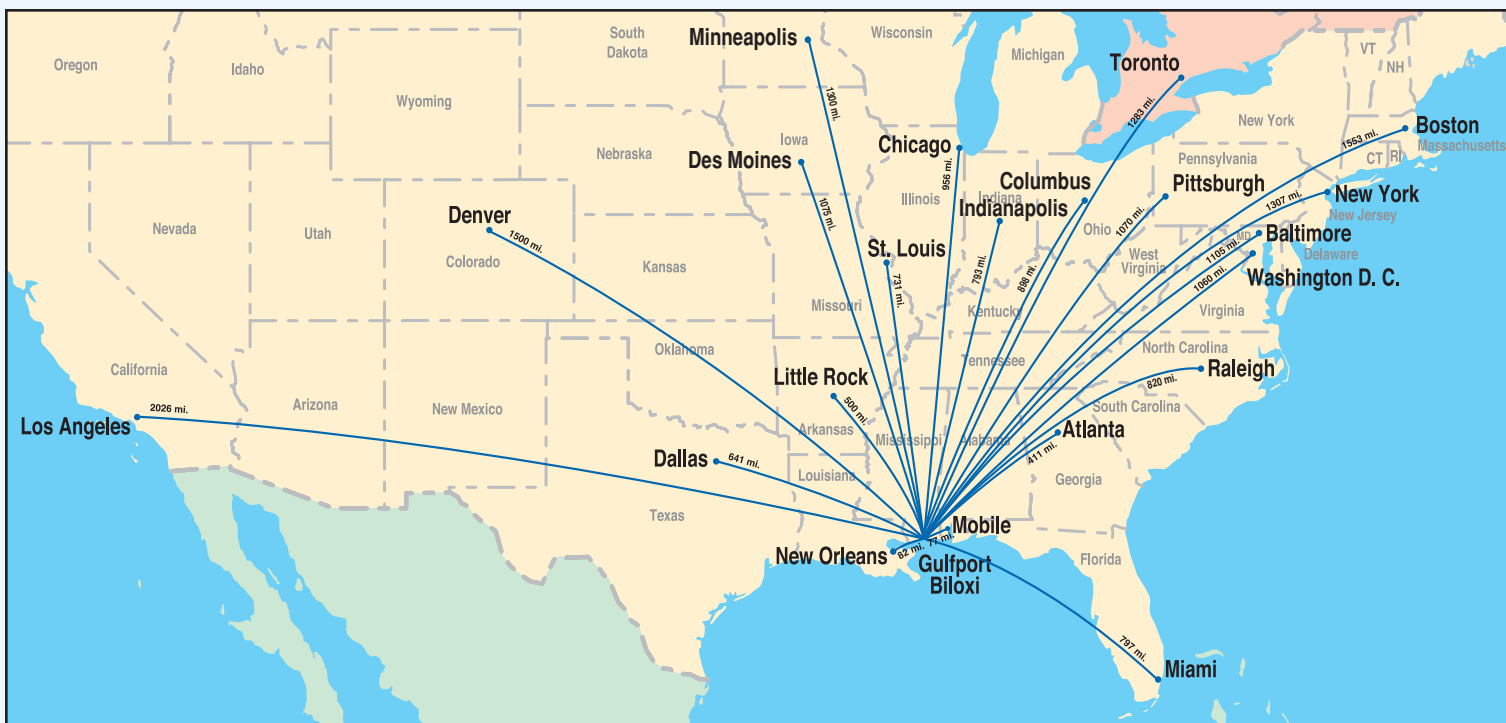 South
Dakota
Wisconsin
Minneapolis
Michigan
Oregon
Idaho
VT
NH
Toronto
Wyoming
1300 mi.
1283 mi.
New York
Boston
1553 mi.
Massachusetts
Iowa
Chicago
Nebraska
Des Moines
CT
RI
Pennsylvania
956 mi.
Columbus
Pittsburgh
Illinois
Indiana
Indianapolis
1075 mi.
1070 mi.
1307 mi.
New York
New Jersey
Denver
1500 mi.
Nevada
Utah
Ohio
MD
Baltimore
1105 mi.
Delaware
St. Louis
Colorado
Kansas
731 mi.
793 mi.
898 mi.
West
Virginia
1060 mi.
Washington D. C.
Missouri
Kentucky
Virginia
Oklahoma
Tennessee
North Carolina
California
Little Rock
Raleigh
820 mi.
Arizona
New Mexico
500 mi.
South Carolina
2026 mi.
Los Angeles
Arkansas
Mississippi
Alabama
Atlanta
411 mi.
Dallas
641 mi.
Louisiana
Georgia
Texas
Mobile
77 mi.
New Orleans
82 mi.
Gulfport
Biloxi
Florida
797 mi.
Miami